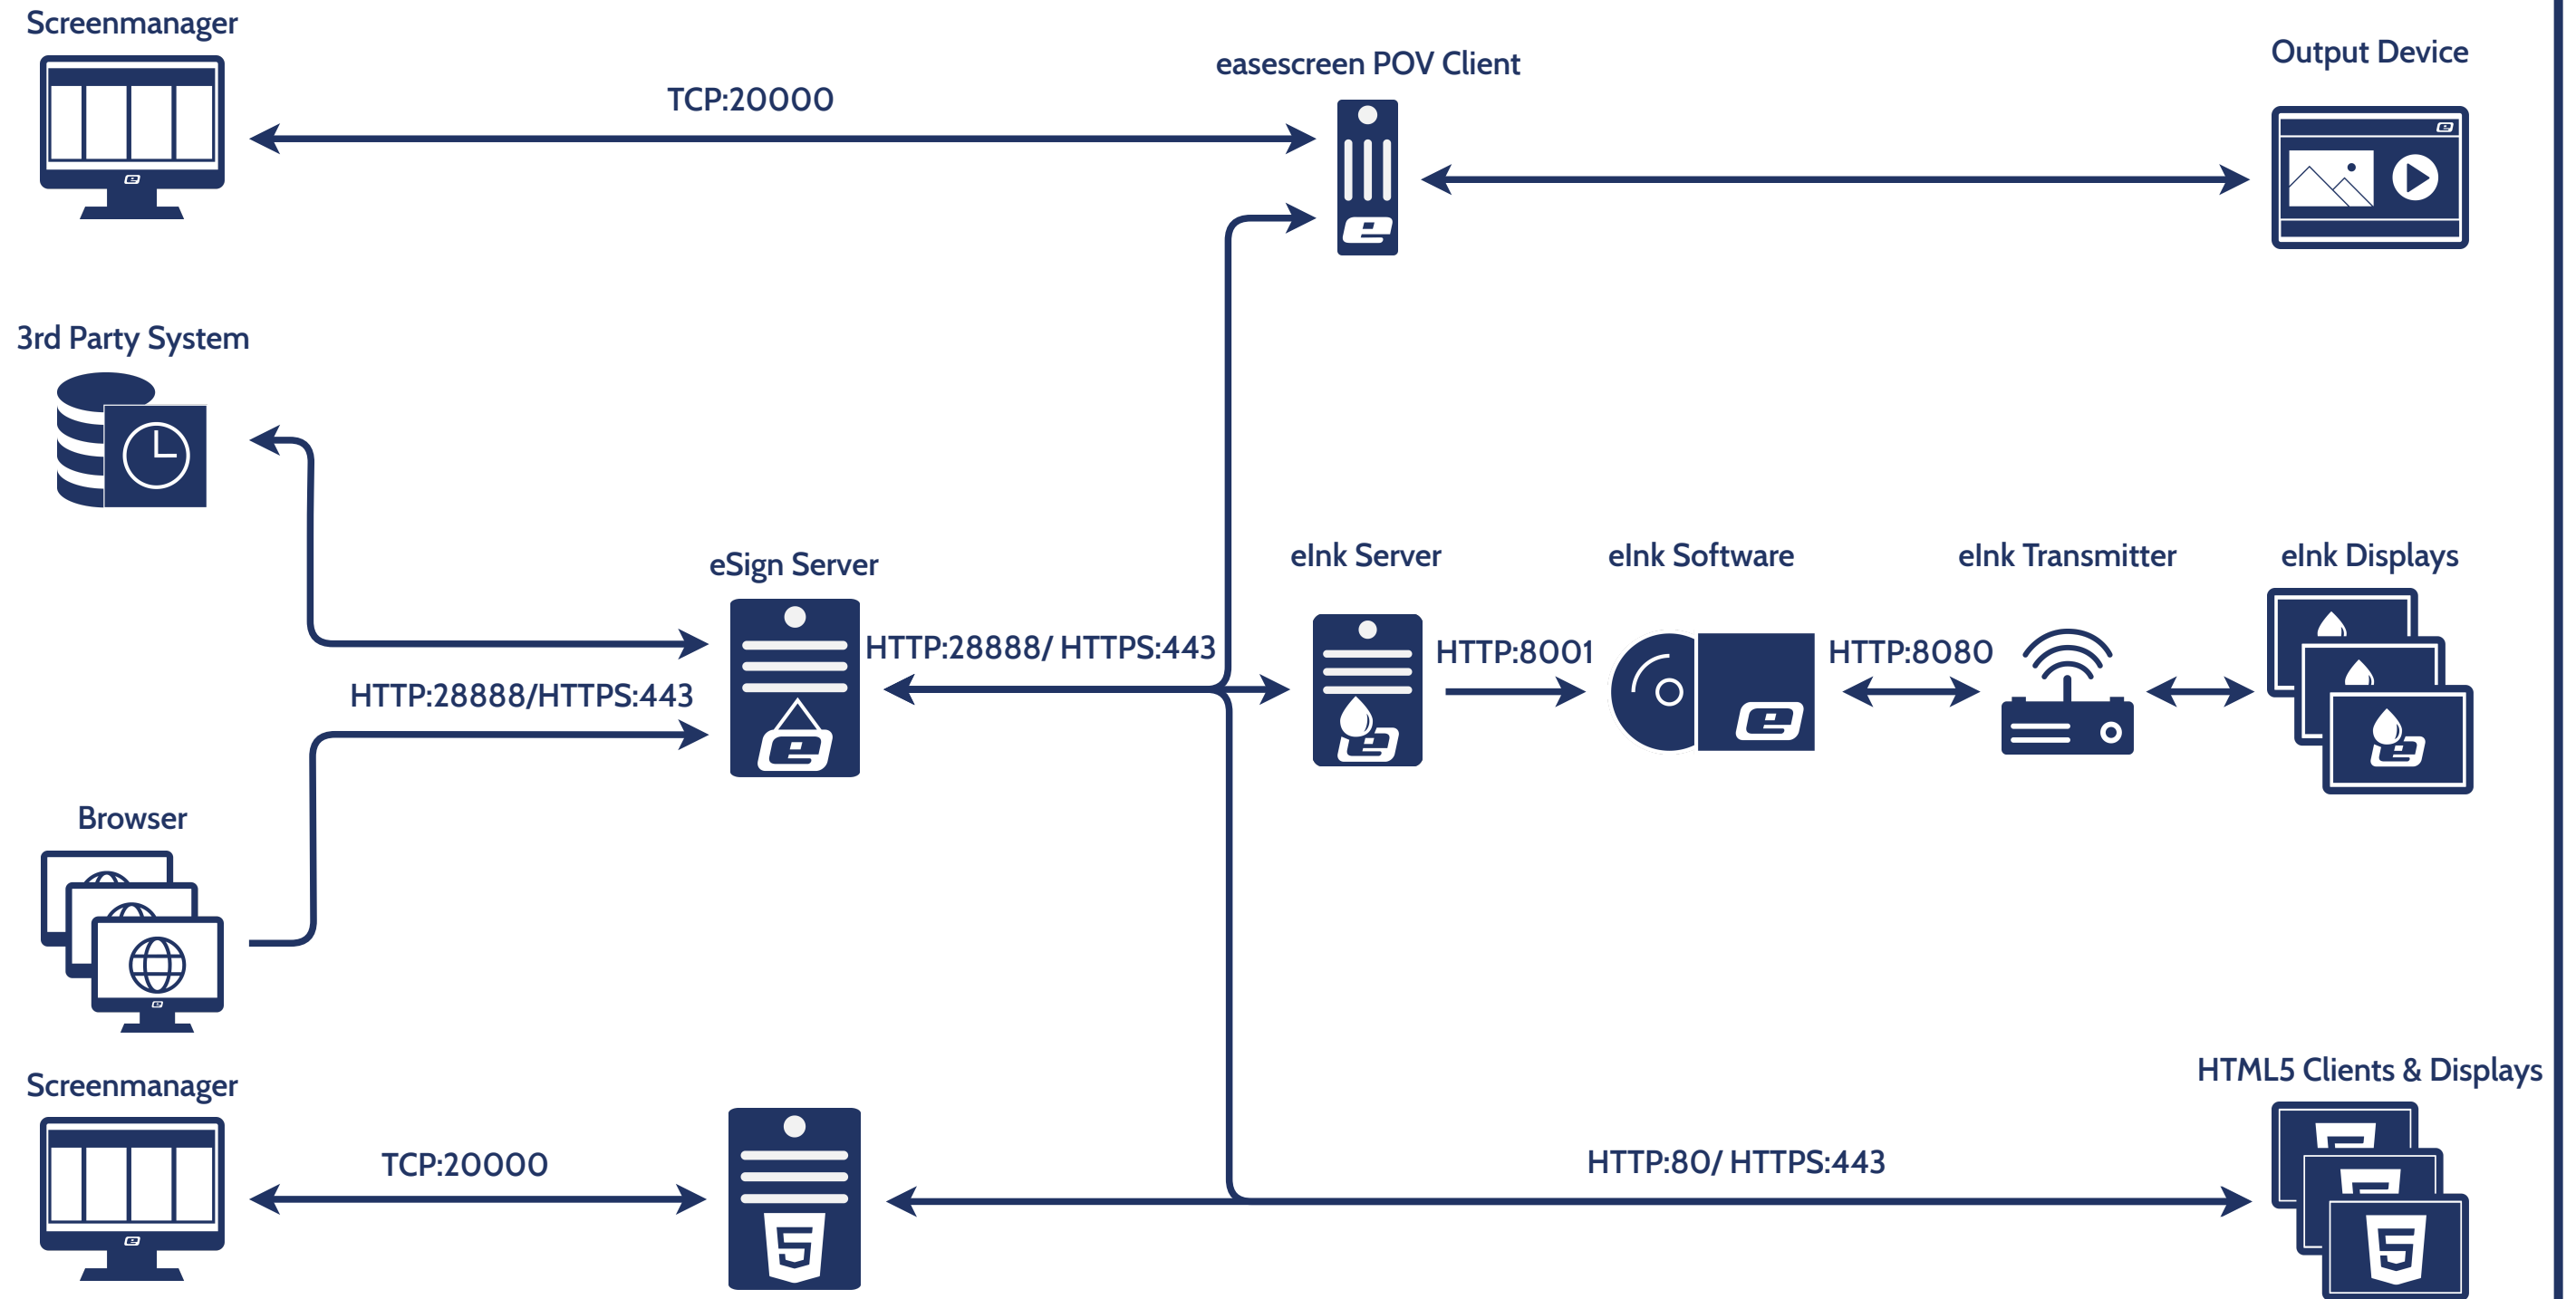 Screenmanager
easescreen POV Client
Output Device
TCP:20000
3rd Party System
eSign Server
eInk Server
eInk Software
eInk Transmitter
eInk Displays
HTTP:28888/ HTTPS:443
HTTP:8001
HTTP:8080
HTTP:28888/HTTPS:443
Browser
Screenmanager
HTML5 Clients & Displays
TCP:20000
HTTP:80/ HTTPS:443